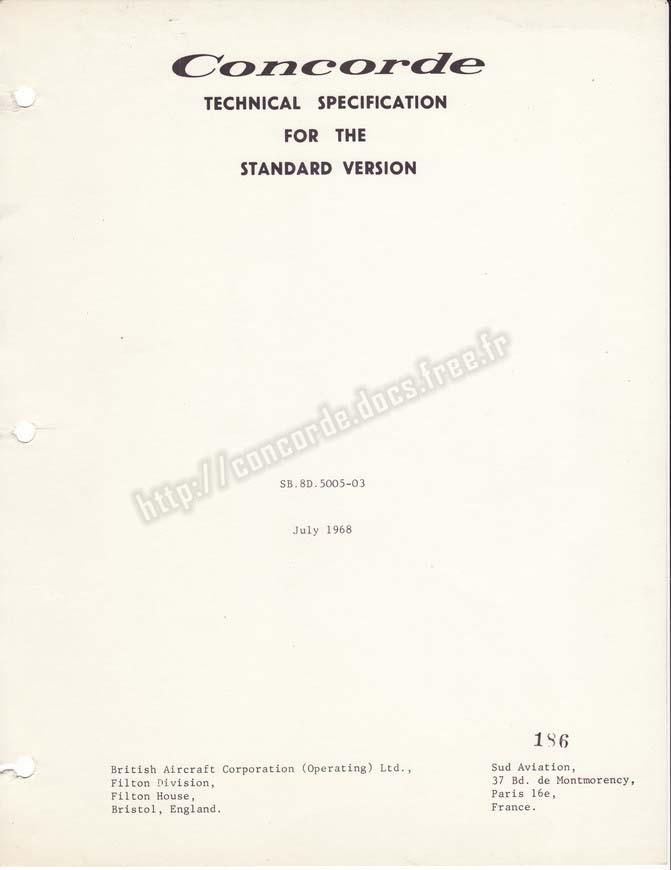 Concorde
TECHNICAL SPECIFICATION
FOR THE
STANDARD VERSION
http://concorde.docs.free.fr
SB.8D.5005-03
July 1968
186
British Aircraft Corporation (Operating) Ltd.,
Filton Division,
Filton House,
Bristol, England.
Sud Aviation,
37 Bd. de Montmorency,
Paris 16e,
France.